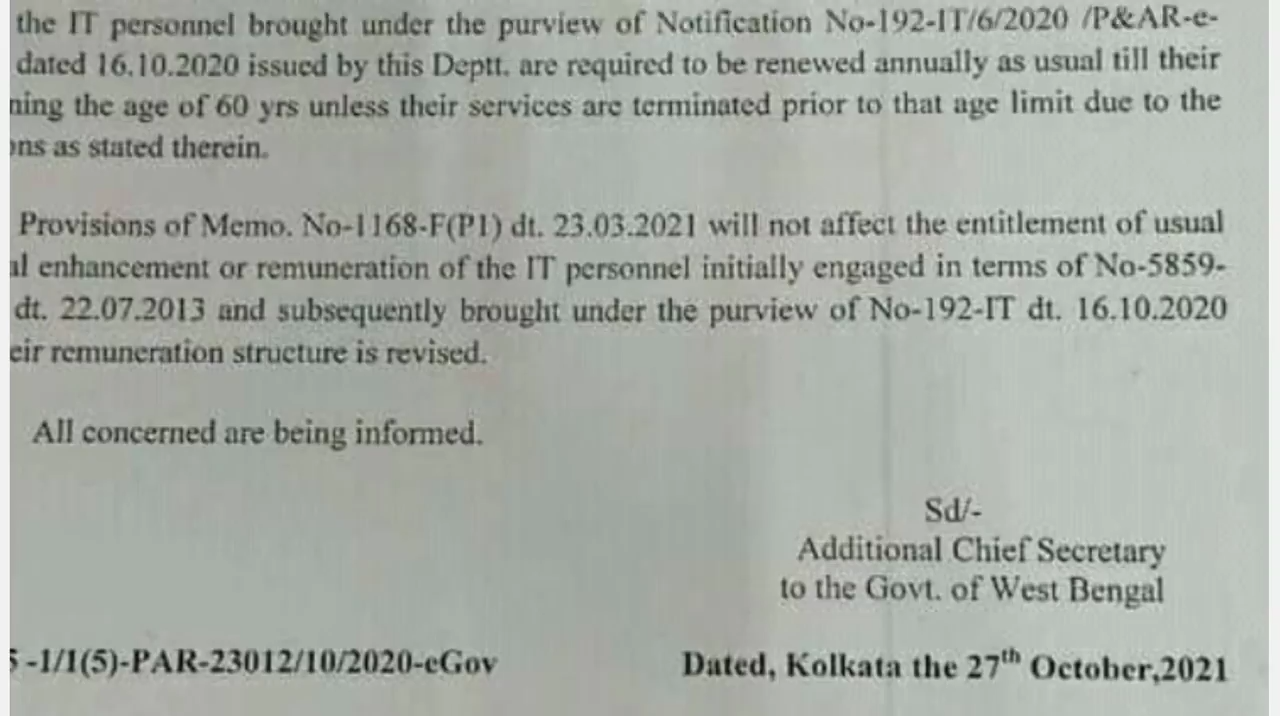 the IT personnel brought under the purview of Notification No-192-IT/6/2020 /P&AR-e-
dated 16.10.2020 issued by this Deptt. are required to be renewed annually as usual till their
ning the age of 60 yrs unless their services are terminated prior to that age limit due to the
ons as stated therein.
Provisions of Memo. No-1168-F(P1) dt. 23.03.2021 will not affect the entitlement of usual
al enhancement or remuneration of the IT personnel initially engaged in terms of No-5859-
dt. 22.07.2013 and subsequently brought under the purview of No-192-IT dt. 16.10.2020
eir remuneration structure is revised.
All concerned are being informed.
Sd/-
Additional Chief Secretary
to the Govt. of West Bengal
-1/1(5)-PAR-23012/10/2020-eGov Dated, Kolkata the 27th October,2021